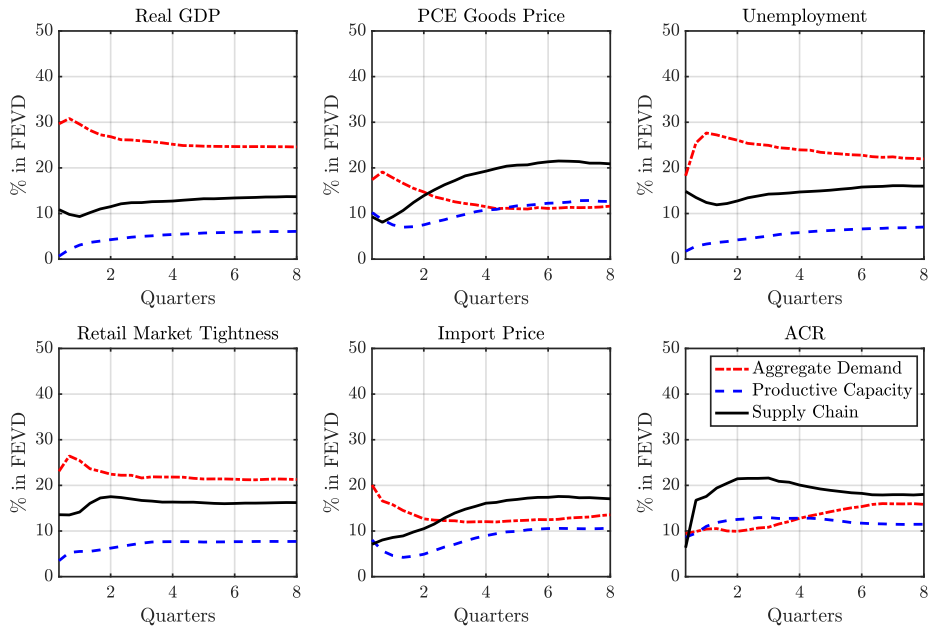 Real GDP
PCE Goods Price
Unemployment
% in FEVD
50
40
30
20
10
0
2
4
6
8
Quarters
% in FEVD
50
40
30
20
10
0
2
4
6
8
Quarters
% in FEVD
50
40
30
20
10
0
2
4
6
8
Quarters
Retail Market Tightness
Import Price
ACR
% in FEVD
50
40
30
20
10
0
2
4
6
8
Quarters
% in FEVD
50
40
30
20
10
0
2
4
6
8
Quarters
% in FEVD
50
40
30
20
10
0
Aggregate Demand
Productive Capacity
Supply Chain
2
4
6
8
Quarters